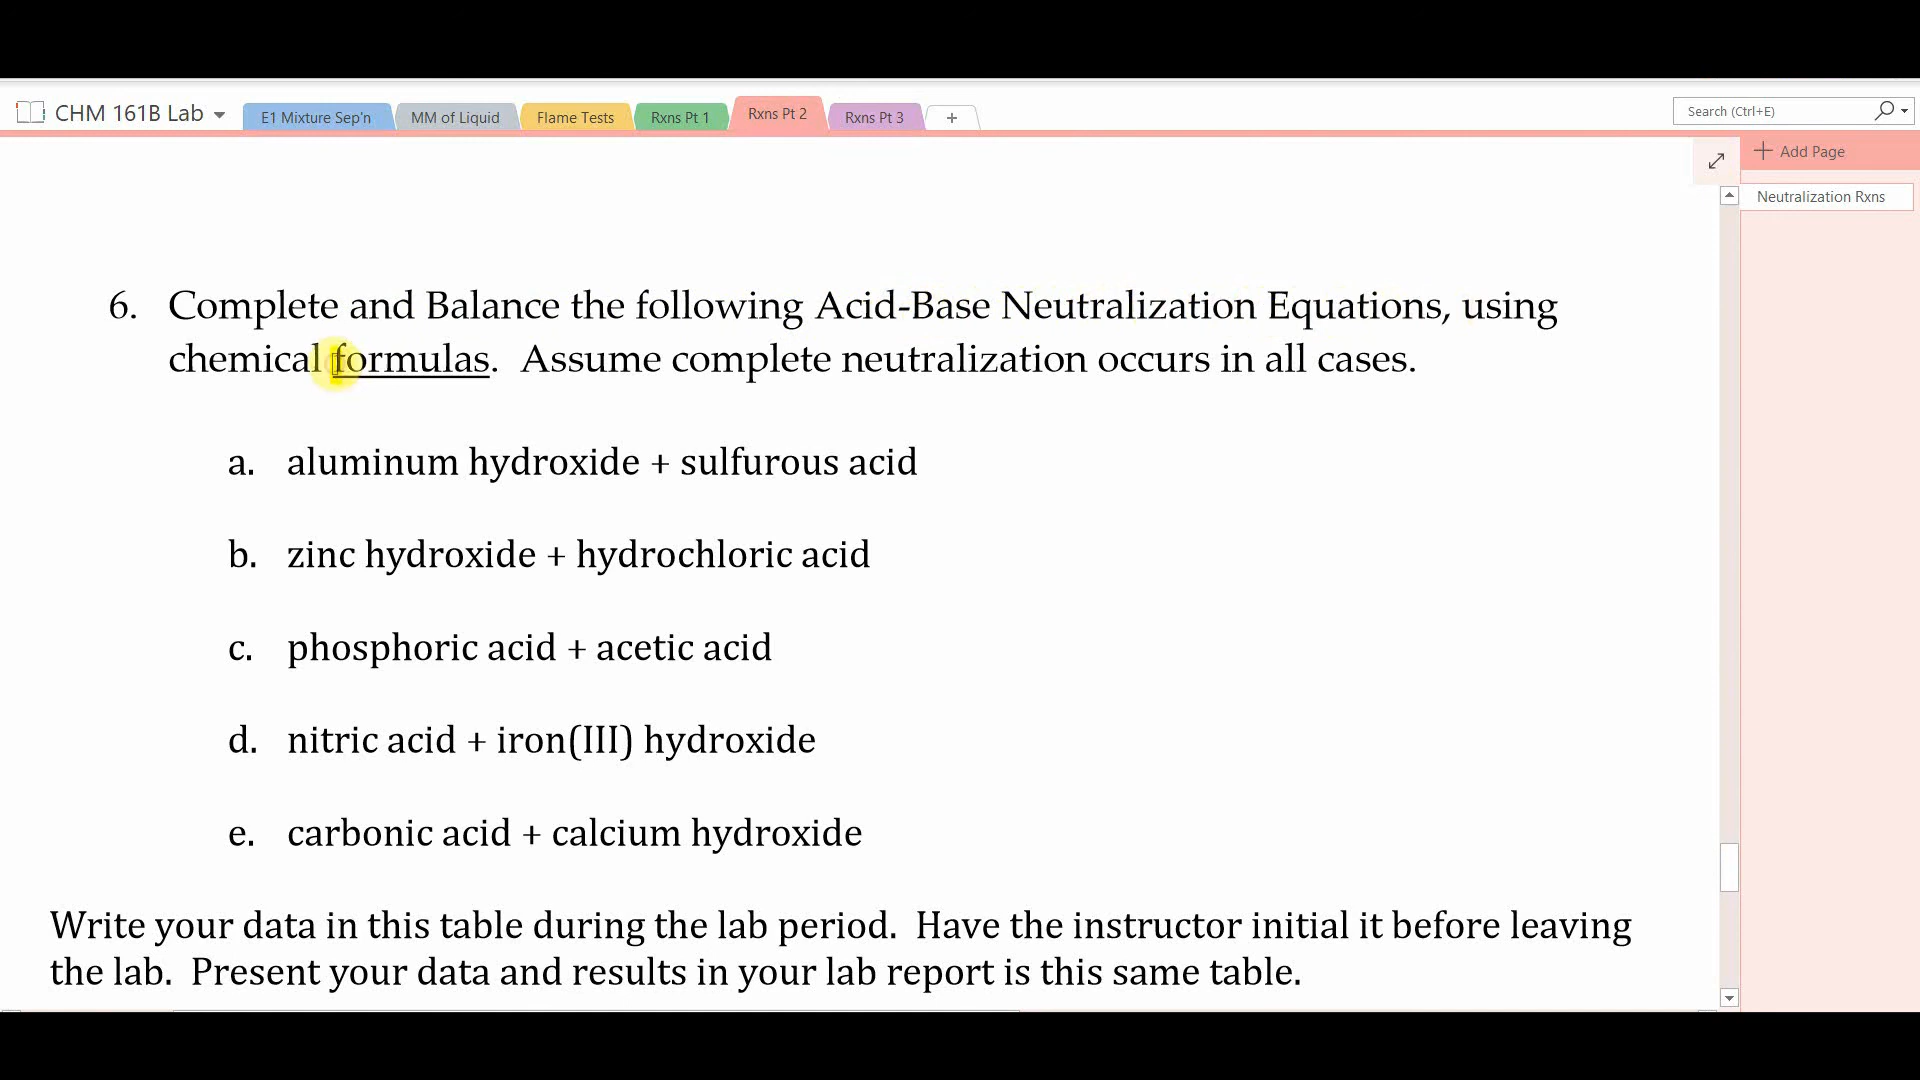 CHM 161B Lab
E1 Mixture Sep'n
MM of Liquid
Flame Tests
Rxns Pt 1
Rxns Pt 2
Rxns Pt 3
+
Search (Ctrl+E)
Add Page
Neutralization Rxns
6. Complete and Balance the following Acid-Base Neutralization Equations, using
chemical formulas. Assume complete neutralization occurs in all cases.
a. aluminum hydroxide + sulfurous acid
b. zinc hydroxide + hydrochloric acid
c. phosphoric acid + acetic acid
d. nitric acid + iron(III) hydroxide
e. carbonic acid + calcium hydroxide
Write your data in this table during the lab period. Have the instructor initial it before leaving
the lab. Present your data and results in your lab report is this same table.